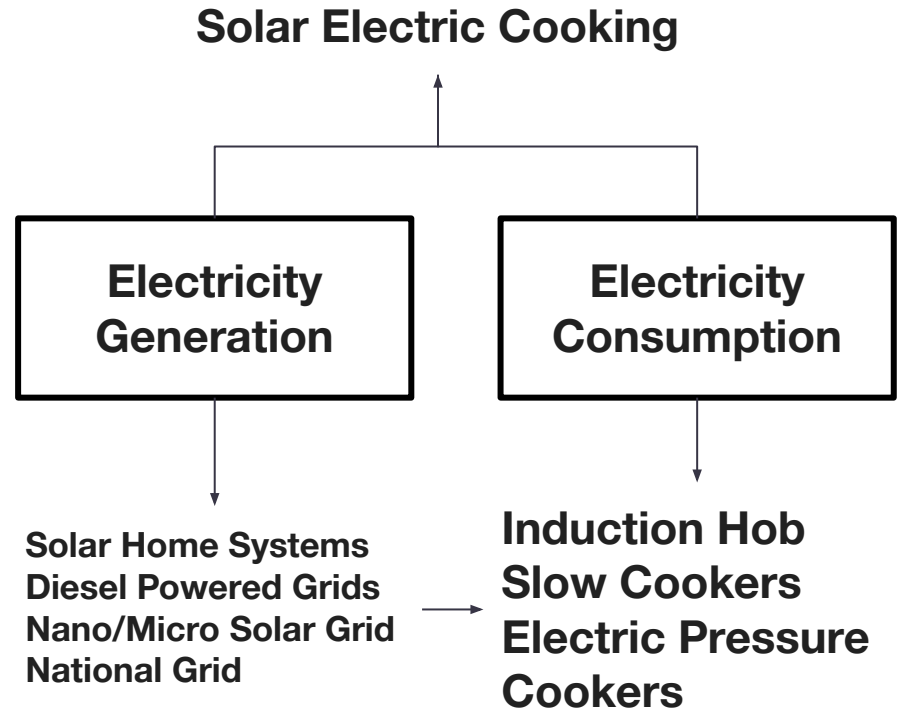 Solar Electric Cooking
Electricity
Generation
Electricity
Consumption
Solar Home Systems
Diesel Powered Grids
Nano/Micro Solar Grid
National Grid
Induction Hob
Slow Cookers
Electric Pressure
Cookers